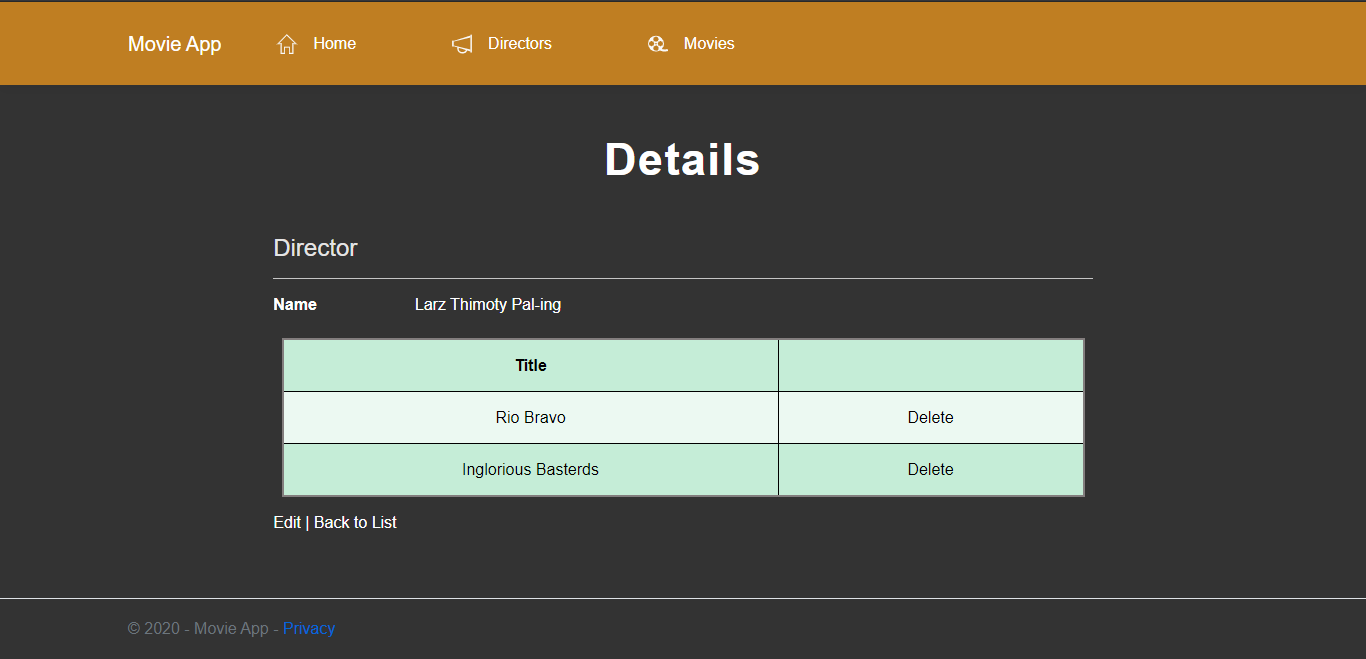 Movie App Home Directors Movies
Details
Director
Name Larz Thimoty Pal-ing
Title
Rio Bravo Delete
Inglorious Basterds Delete
Edit | Back to List
© 2020 - Movie App - Privacy